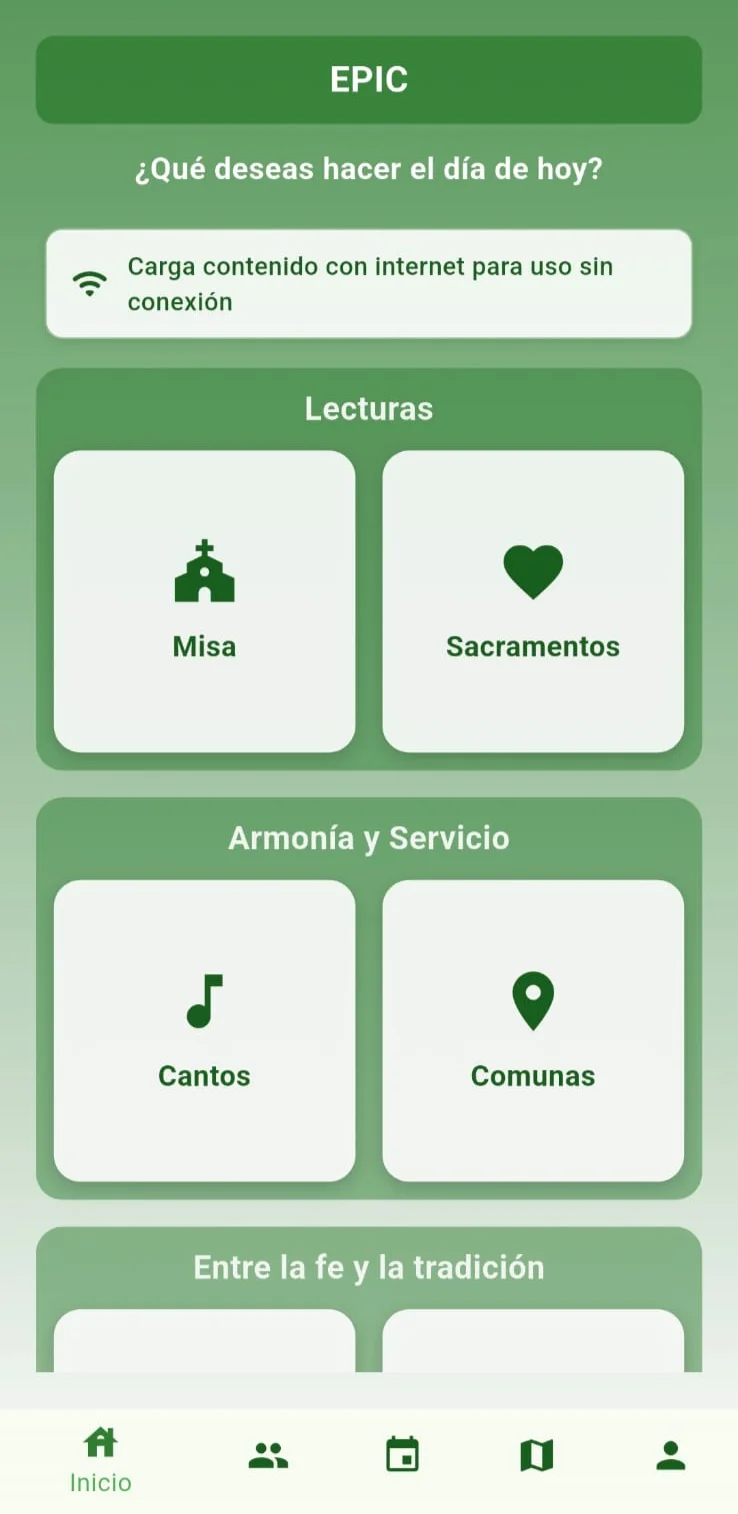 EPIC
¿Qué deseas hacer el día de hoy?
Carga contenido con internet para uso sin
conexión
Lecturas
Misa
Sacramentos
Armonía y Servicio
Cantos
Comunas
Entre la fe y la tradición
Inicio